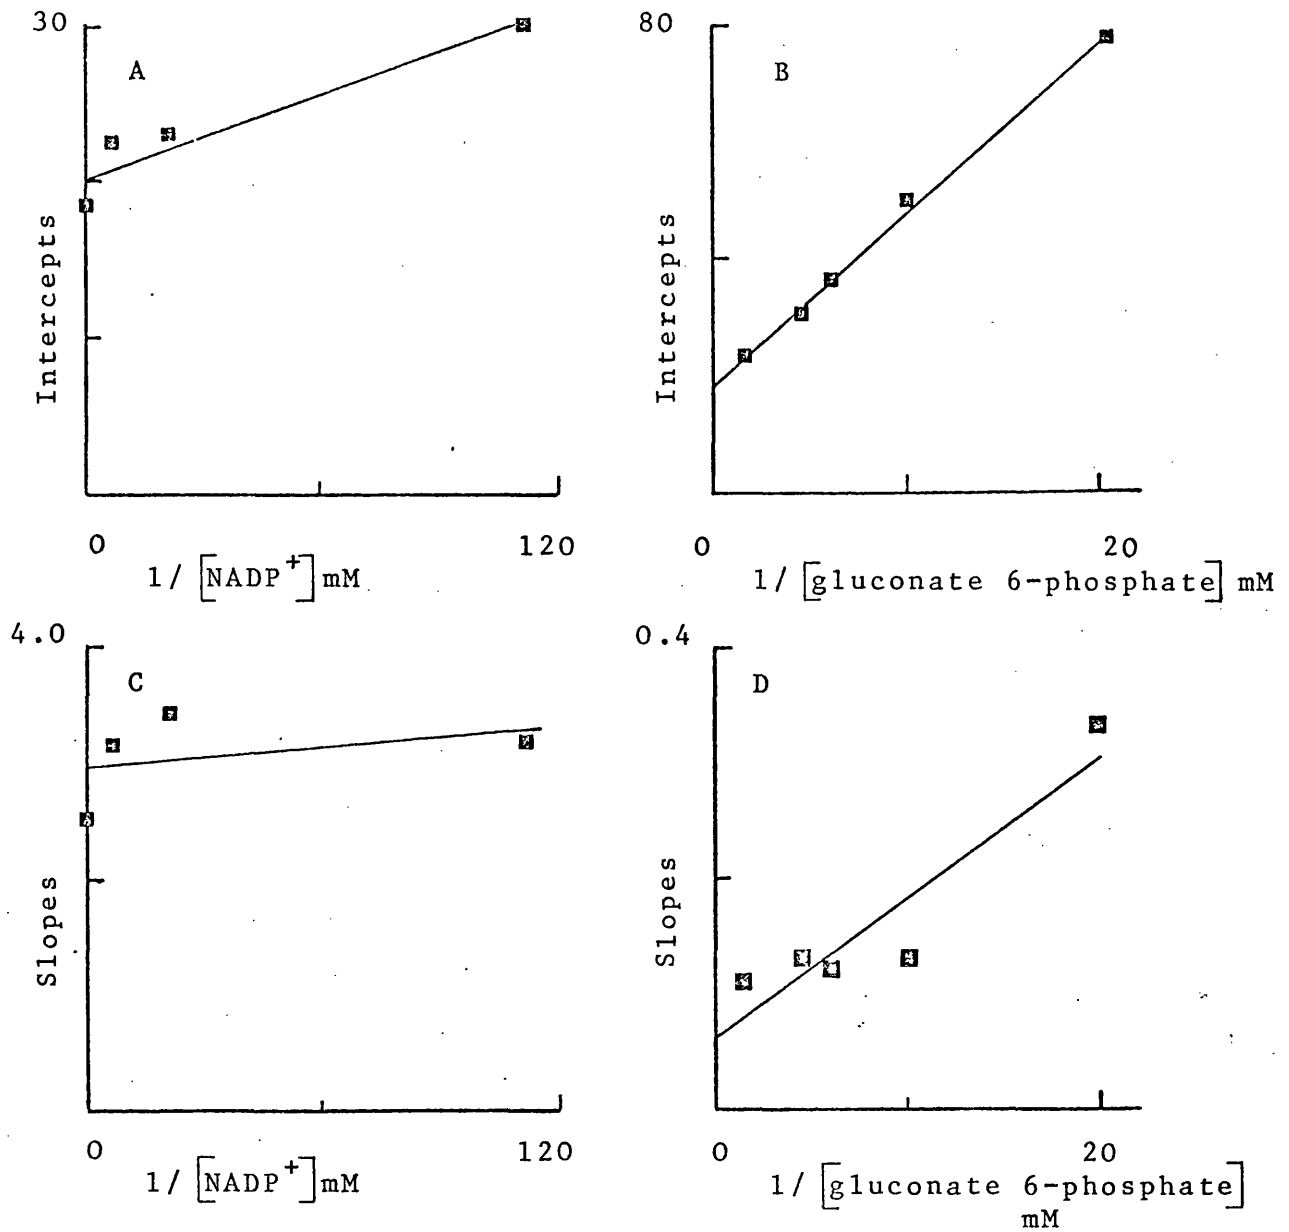 30
A
Intercepts
0 120
1/[NADP+]mM
80
B
Intercepts
0 20
1/[gluconate 6-phosphate] mM
4.0
C
Slopes
0 120
1/[NADP+]mM
0.4
D
Slopes
0 20
1/[gluconate 6-phosphate]
mM